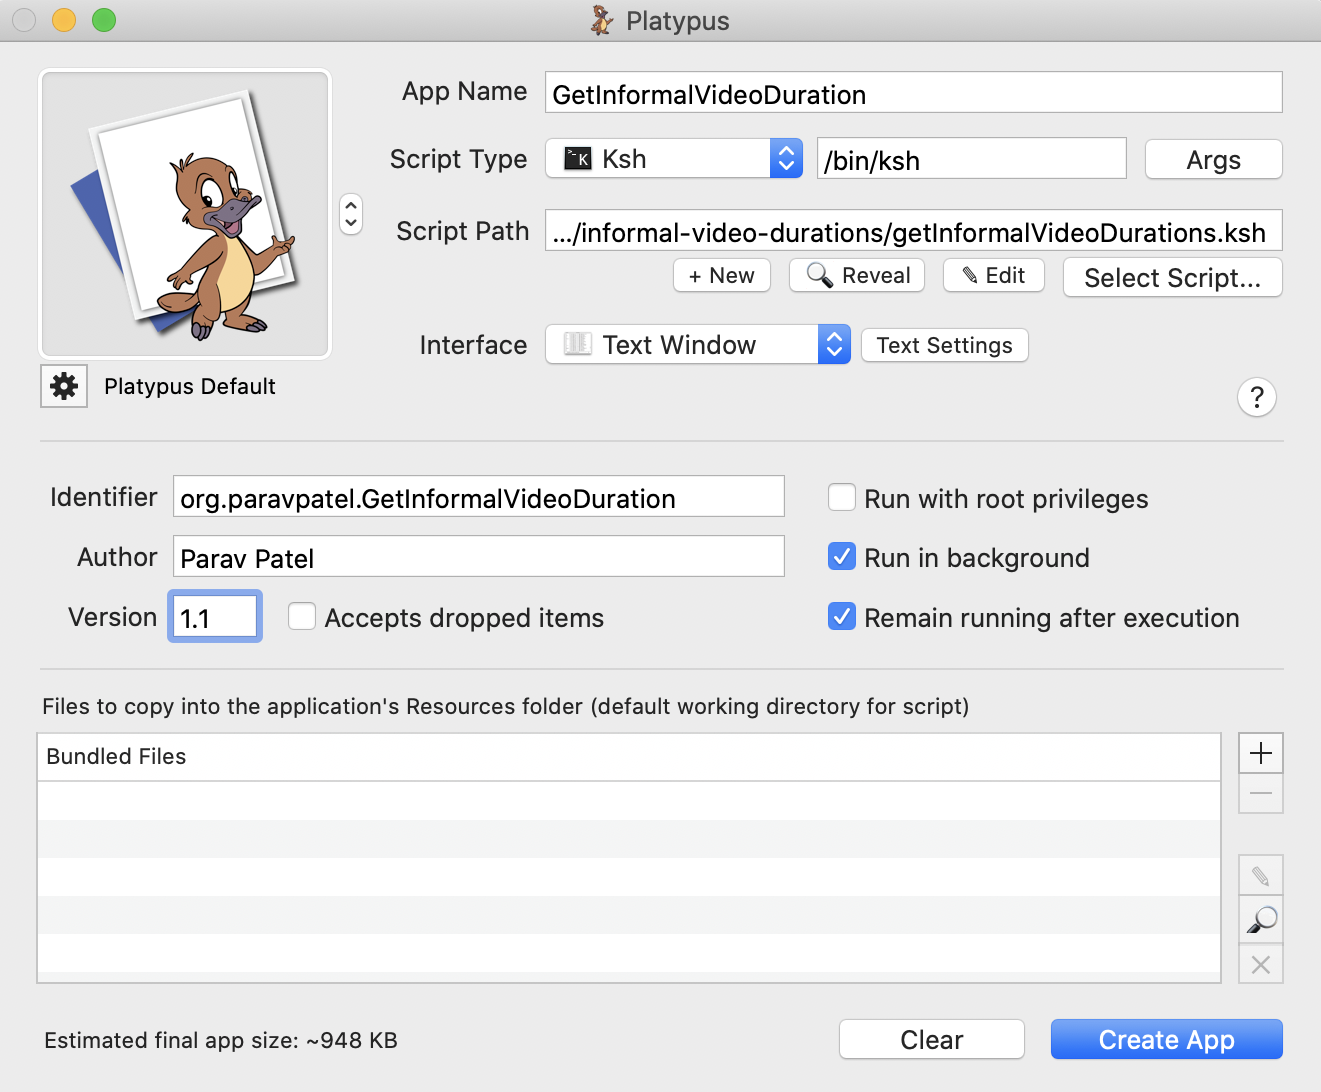 Platypus
App Name GetInformalVideoDuration
Script Type Ksh /bin/ksh Args
Script Path .../informal-video-durations/getInformalVideoDurations.ksh
+ New Reveal Edit Select Script...
Interface Text Window Text Settings
Platypus Default
?
Identifier org.paravpatel.GetInformalVideoDuration Run with root privileges
Author Parav Patel Run in background
Version 1.1 Accepts dropped items Remain running after execution
Files to copy into the application's Resources folder (default working directory for script)
Bundled Files
Estimated final app size: ~948 KB Clear Create App